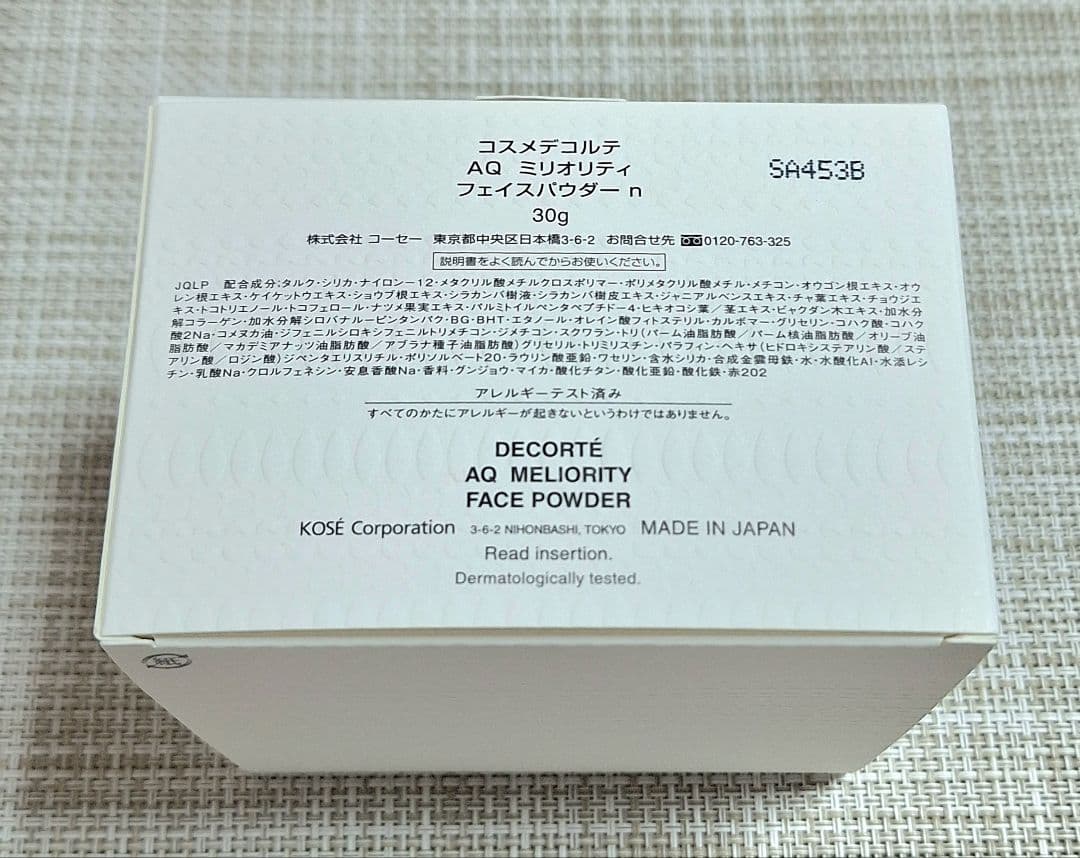 コスメデコルテ
AQ ミリオリティ
フェイスパウダー n
SA453B
30g
株式会社 コーセー 東京都中央区日本橋3-6-2 お問合せ先 0120-763-325
説明書をよく読んでからお使いください。
JQLP 配合成分:タルク・シリカ・ナイロン-12・メタクリル酸メチルクロスポリマー・ポリメタクリル酸メチル・メチコン・オウゴン根エキス・オウ
レン根エキス・ケイケットウエキス・ショウブ根エキス・シラカンバ樹液・シラカンバ樹皮エキス・ジャニアルベンスエキス・チャ葉エキス・チョウジエ
キス・トコトリエノール・トコフェロール・ナツメ果実エキス・パルミトイルペンタペプチド-4・ヒキオコシ葉/茎エキス・ビャクダン木エキス・加水分
解コラーゲン・加水分解シロバナルーピンタンパク・BG・BHT・エタノール・オレイン酸フィトステリル・カルボマー・グリセリン・コハク酸・コハク
酸2Na・コメヌカ油・ジフェニルシロキシフェニルトリメチコン・ジメチコン・スクワラン・トリ(パーム油脂肪酸/パーム核油脂肪酸/オリーブ油
脂肪酸/マカデミアナッツ油脂肪酸/アブラナ種子油脂肪酸)グリセリル・トリミリスチン・パラフィン・ヘキサ(ヒドロキシステアリン酸/ステ
アリン酸/ロジン酸)ジペンタエリスリチル・ポリソルベート20・ラウリン酸亜鉛・ワセリン・含水シリカ・合成金雲母鉄・水・水酸化Al・水添レシ
チン・乳酸Na・クロルフェネシン・安息香酸Na・香料・グンジョウ・マイカ・酸化チタン・酸化亜鉛・酸化鉄・赤202
アレルギーテスト済み
すべてのかたにアレルギーが起きないというわけではありません。
DECORTÉ
AQ MELIORITY
FACE POWDER
KOSÉ Corporation 3-6-2 NIHONBASHI, TOKYO MADE IN JAPAN
Read insertion.
Dermatologically tested.
紙